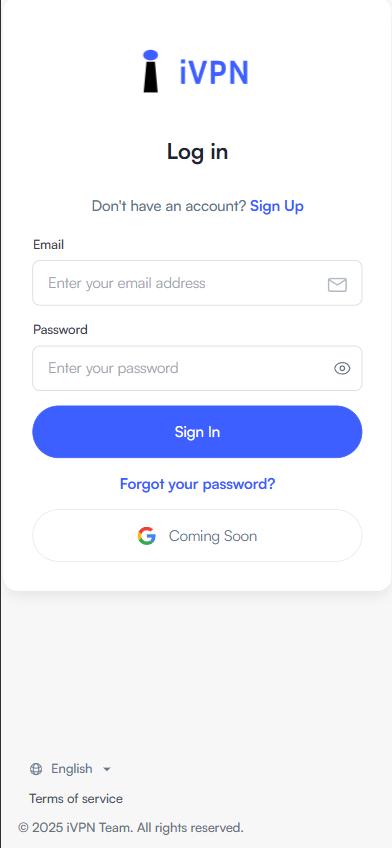 iVPN
Log in
Don't have an account? Sign Up
Email
Enter your email address
Password
Enter your password
Sign In
Forgot your password?
Coming Soon
English
Terms of service
© 2025 iVPN Team. All rights reserved.